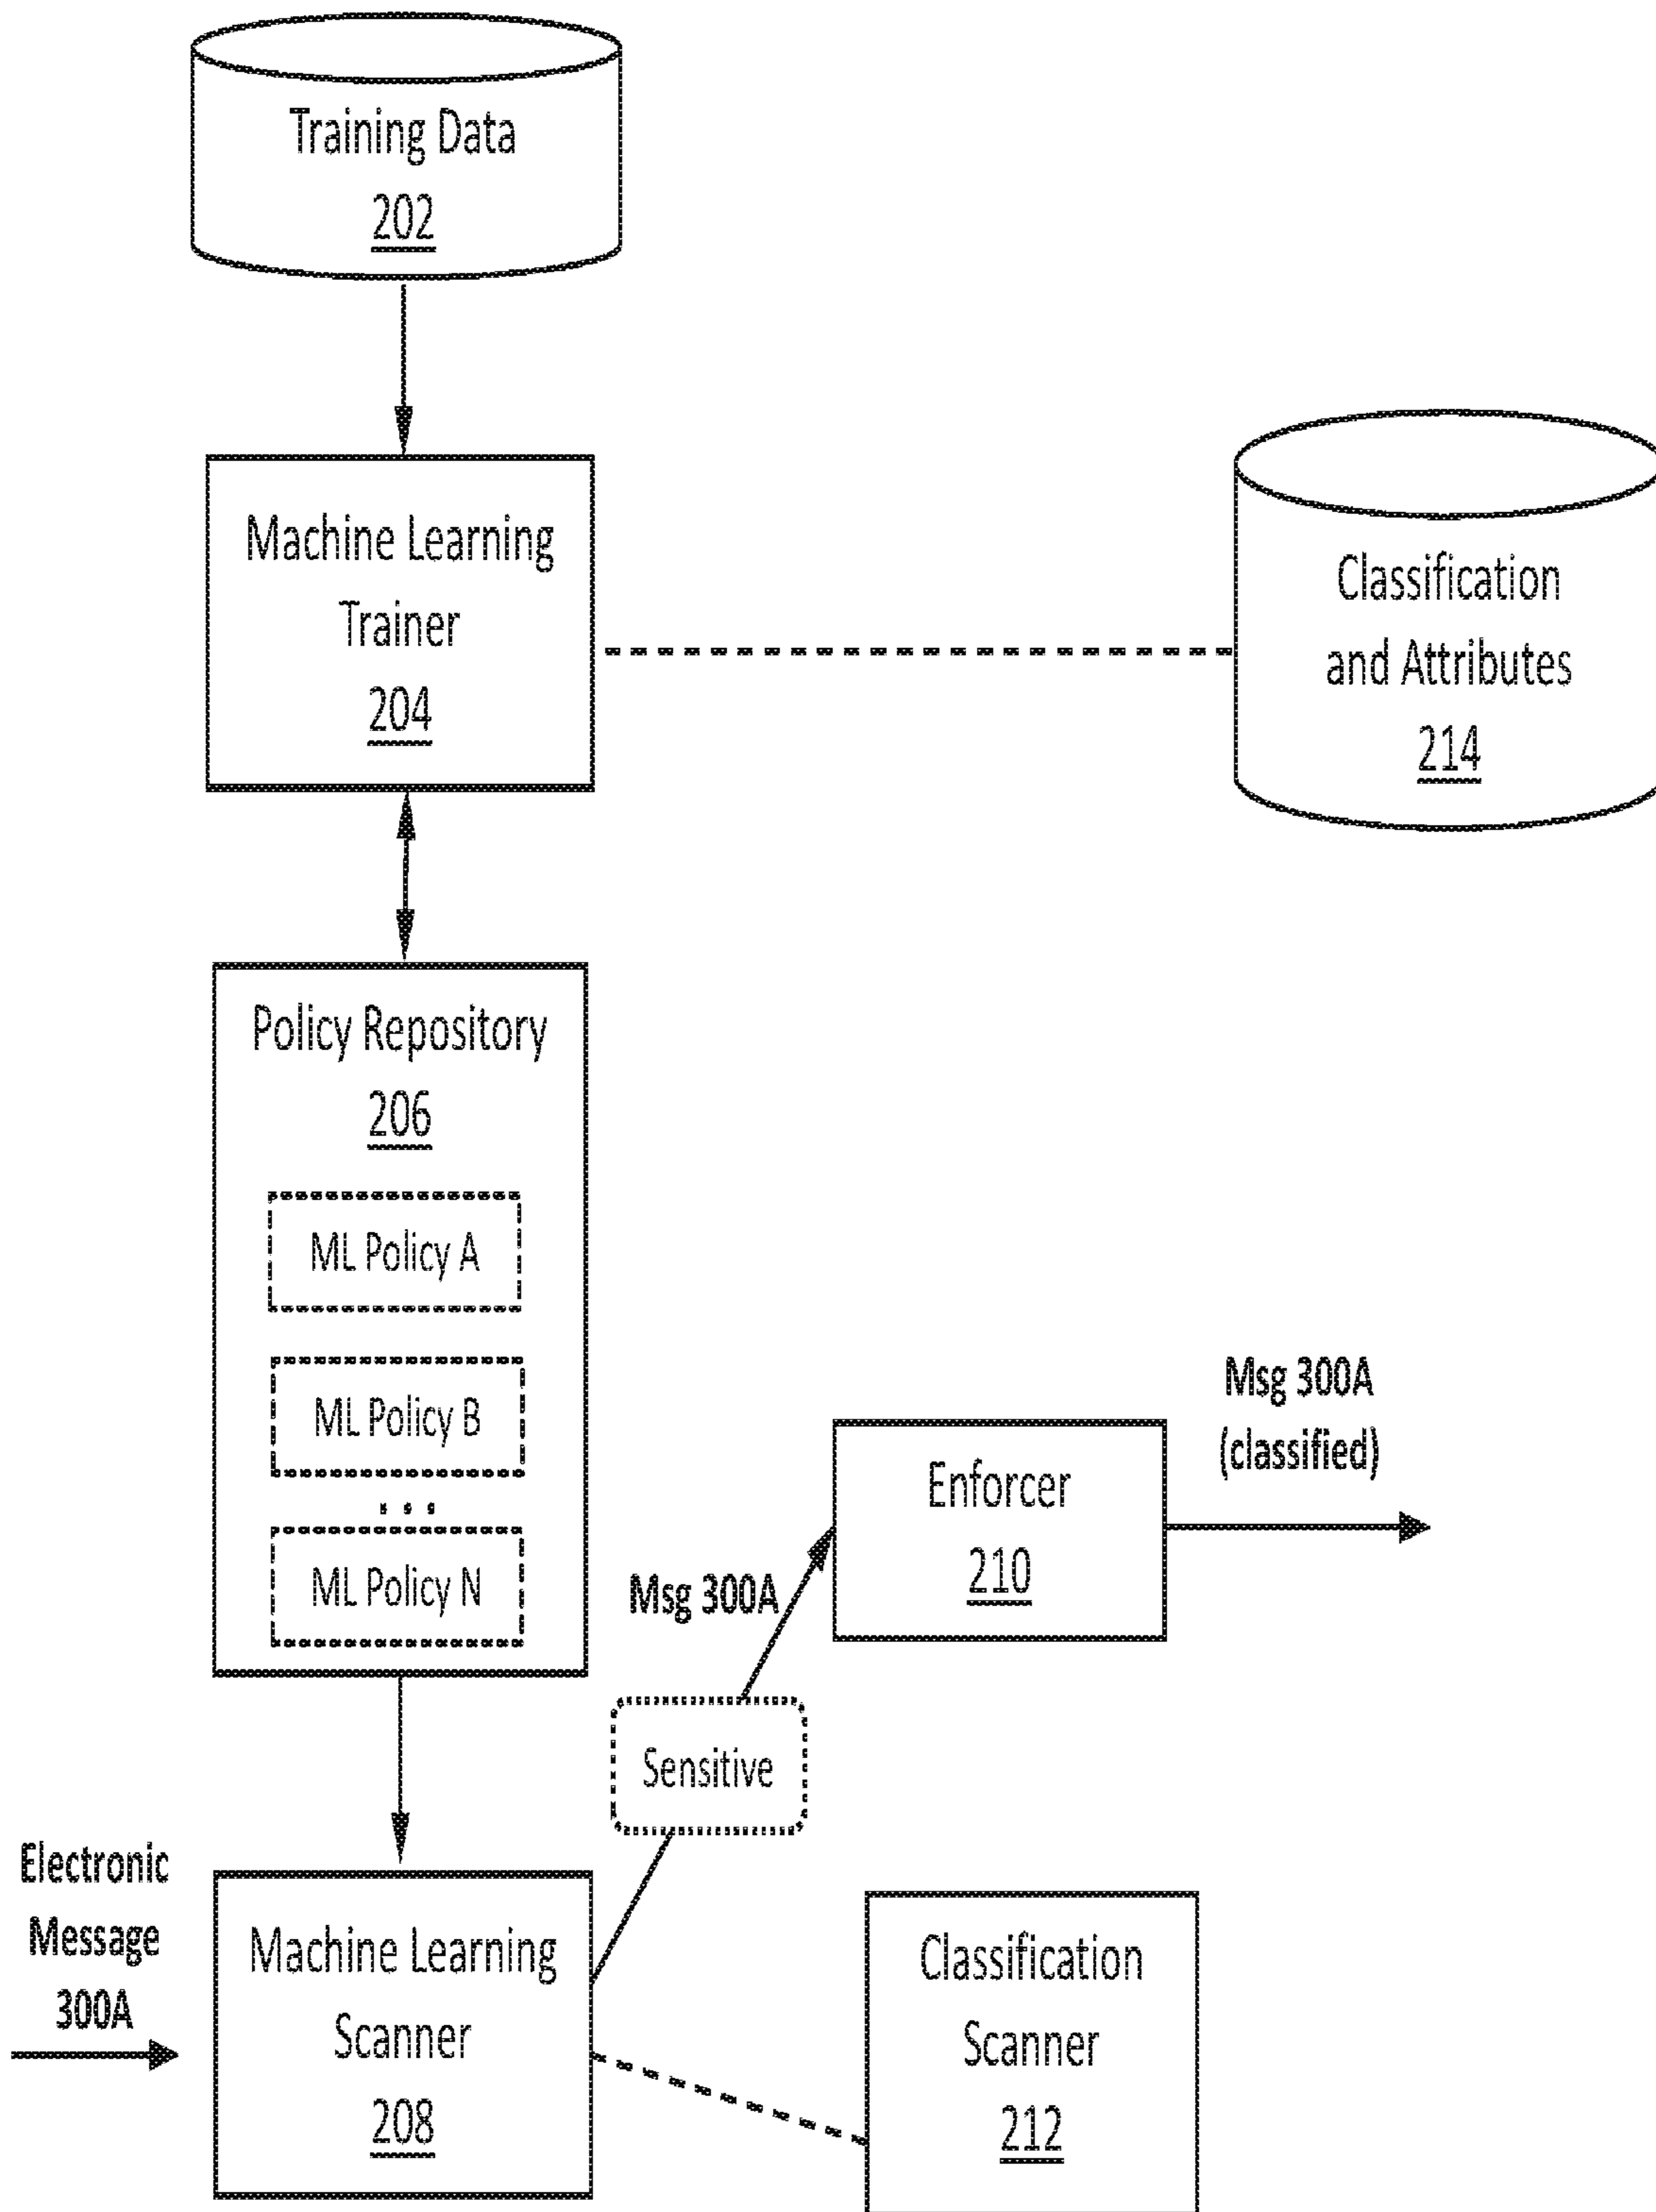 Training Data
202
Machine Learning
Trainer
204
Classification
and Attributes
214
Policy Repository
206
ML Policy A
ML Policy B
...
ML Policy N
Msg 300A
(classified)
Enforcer
210
Msg 300A
Sensitive
Electronic
Message
300A
Machine Learning
Scanner
208
Classification
Scanner
212